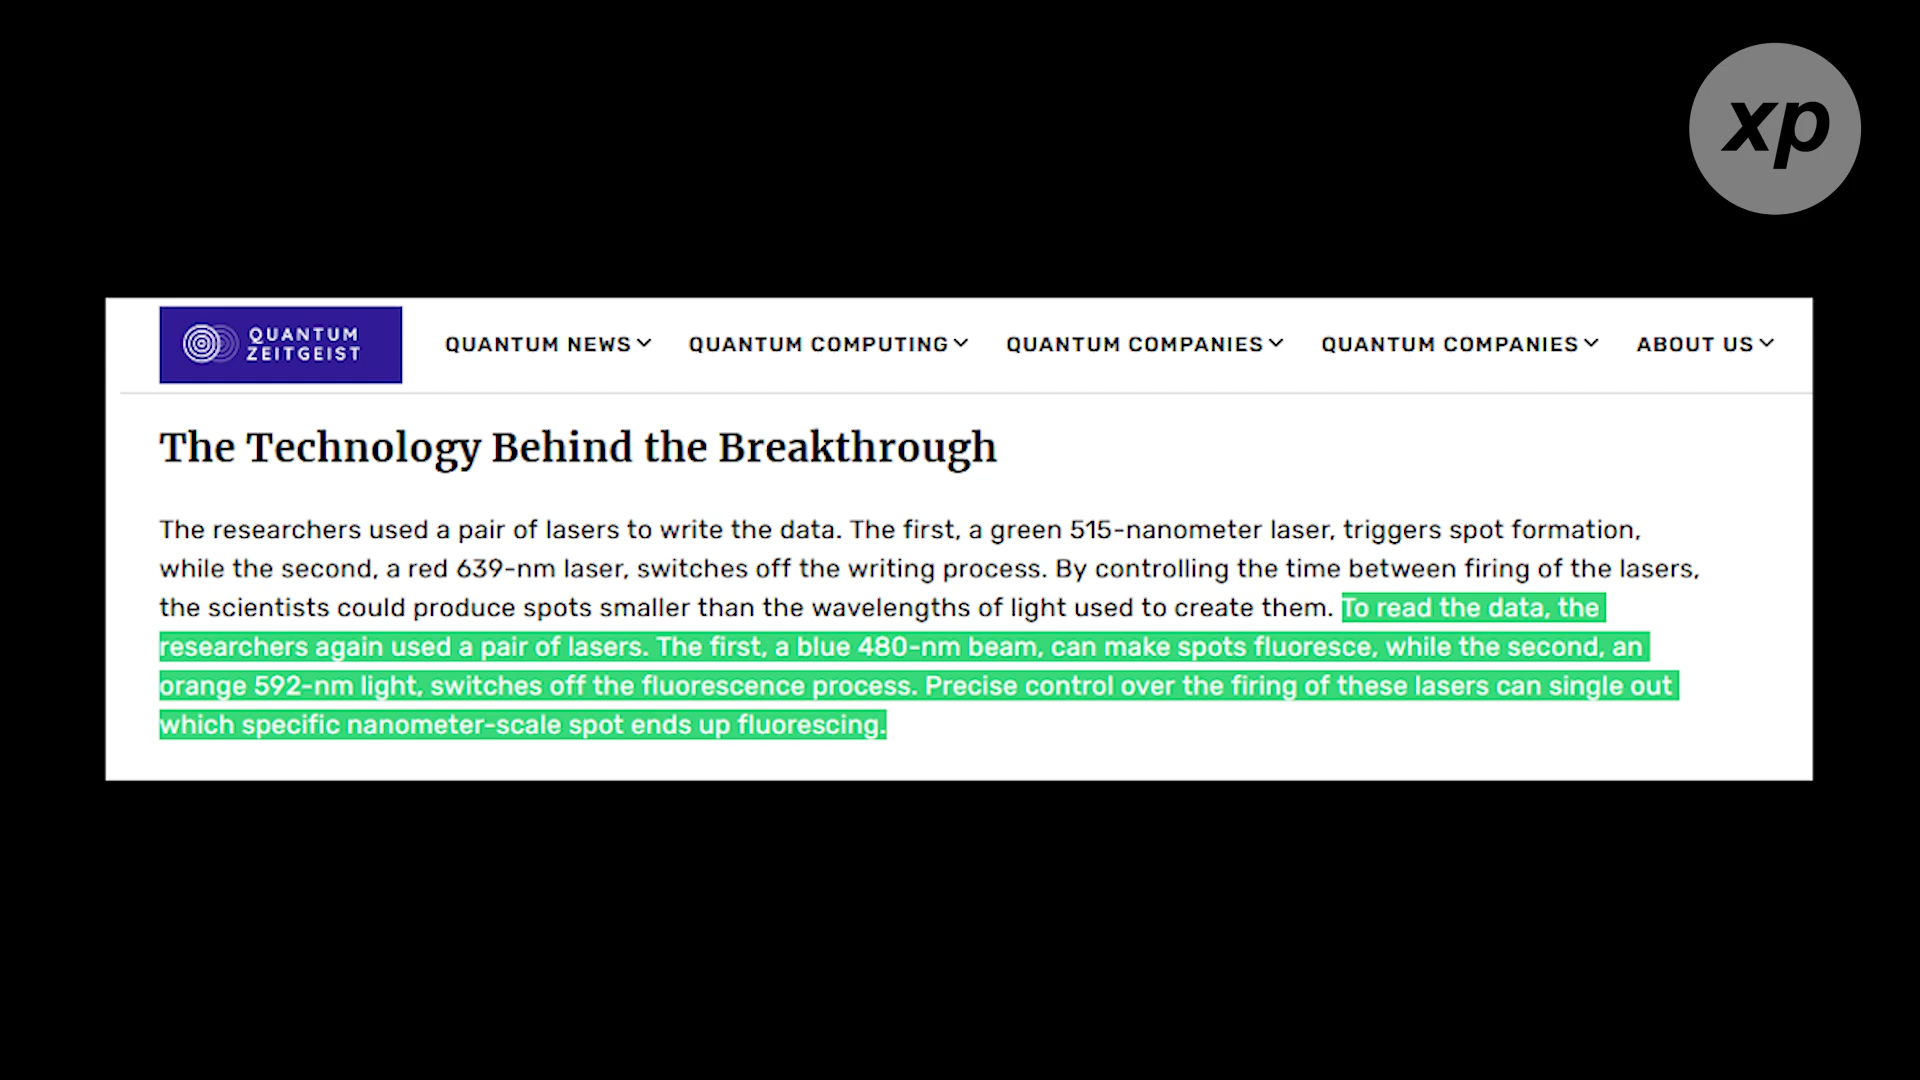 xp
QUANTUM
ZEITGEIST
QUANTUM NEWS
QUANTUM COMPUTING
QUANTUM COMPANIES
QUANTUM COMPANIES
ABOUT US
The Technology Behind the Breakthrough
The researchers used a pair of lasers to write the data. The first, a green 515-nanometer laser, triggers spot formation,
while the second, a red 639-nm laser, switches off the writing process. By controlling the time between firing of the lasers,
the scientists could produce spots smaller than the wavelengths of light used to create them. To read the data, the
researchers again used a pair of lasers. The first, a blue 480-nm beam, can make spots fluoresce, while the second, an
orange 592-nm light, switches off the fluorescence process. Precise control over the firing of these lasers can single out
which specific nanometer-scale spot ends up fluorescing.